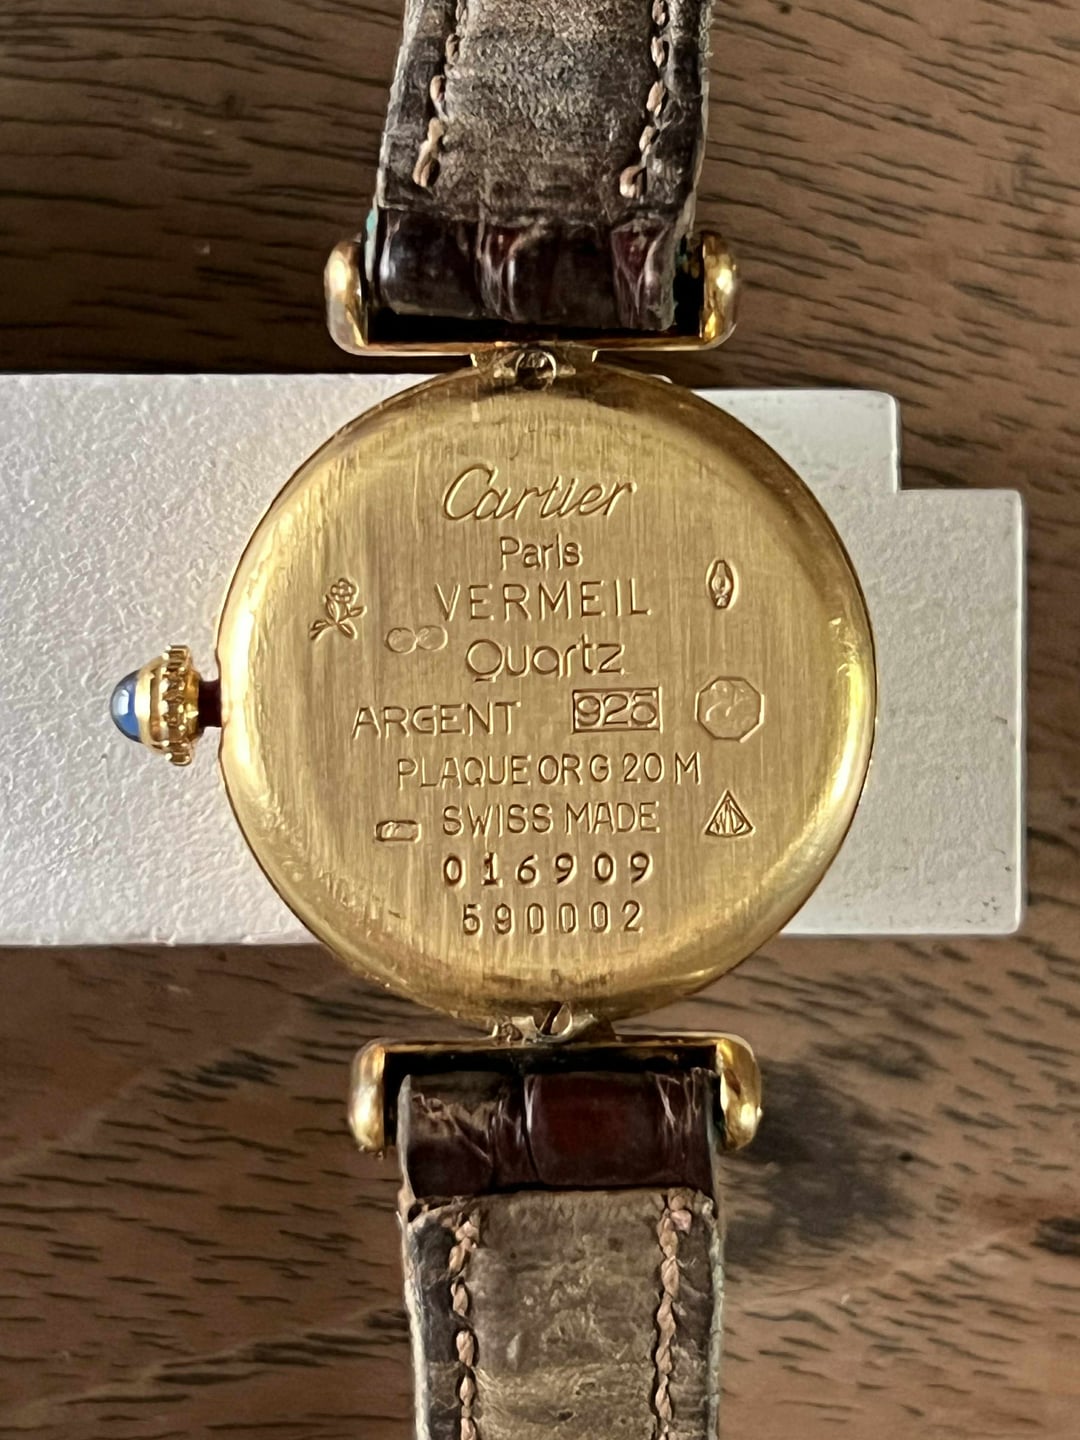 Cartier
Paris
VERMEIL
Quartz
ARGENT 925
PLAQUE OR G 20 M
SWISS MADE
016909
590002